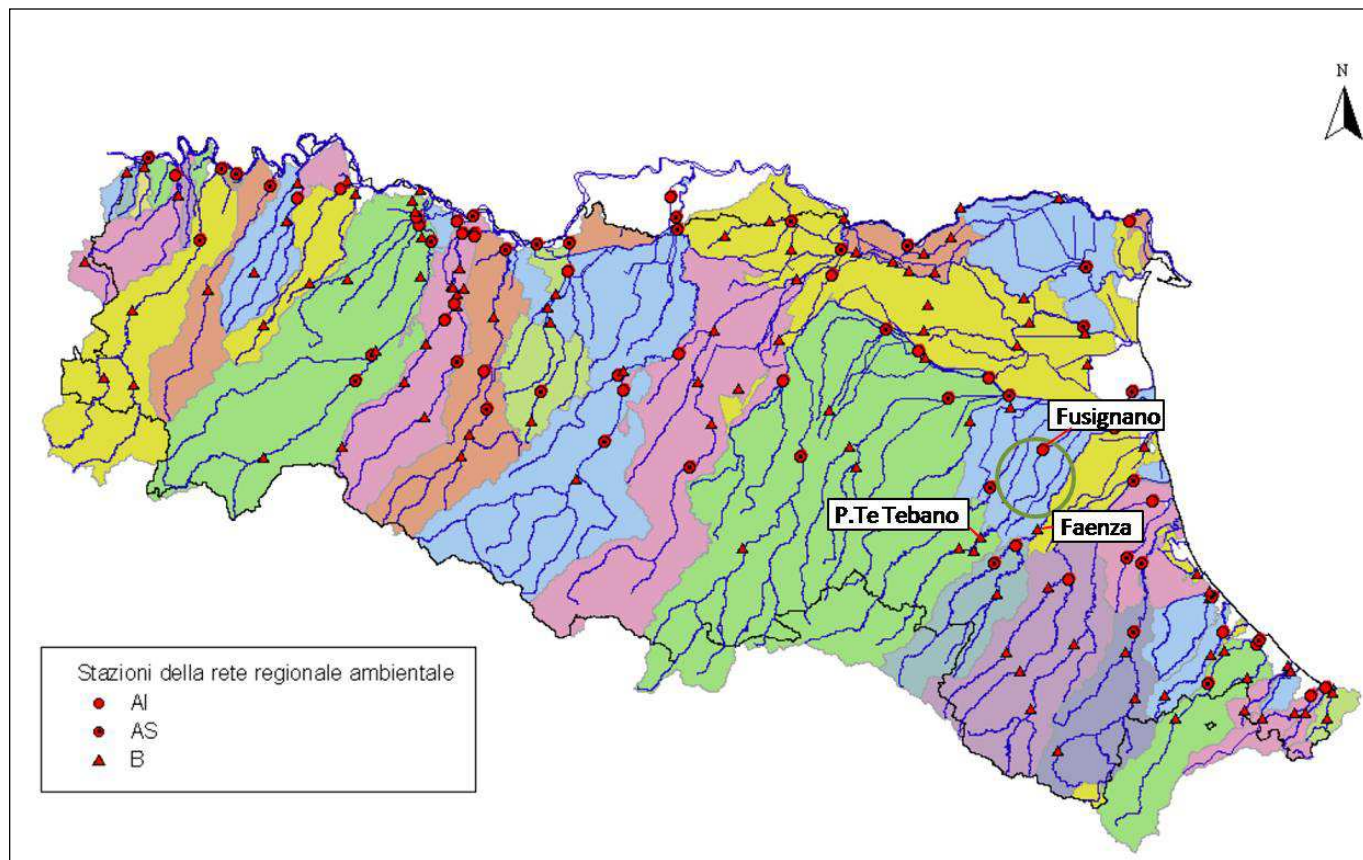 N
Fusignano
P.Te Tebano
Faenza
Stazioni della rete regionale ambientale
AI
AS
B